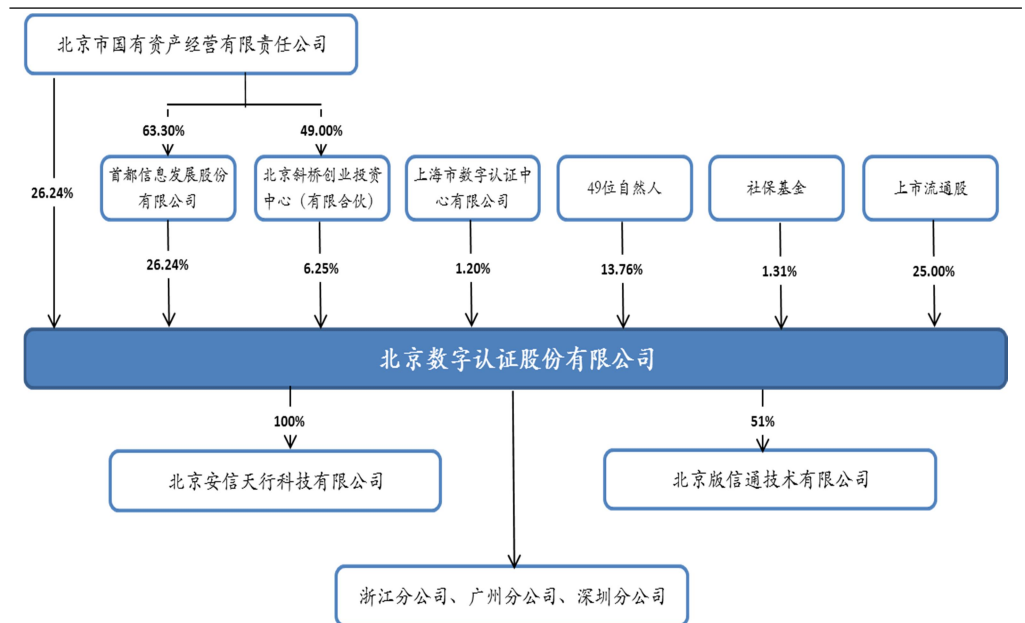 北京市国有资产经营有限责任公司
63.30%
49.00%
26.24%
首都信息发展股份
有限公司
北京斜桥创业投资
中心（有限合伙）
上海市数字认证中
心有限公司
49位自然人
社保基金
上市流通股
26.24%
6.25%
1.20%
13.76%
1.31%
25.00%
北京数字认证股份有限公司
100%
51%
北京安信天行科技有限公司
北京版信通技术有限公司
浙江分公司、广州分公司、深圳分公司